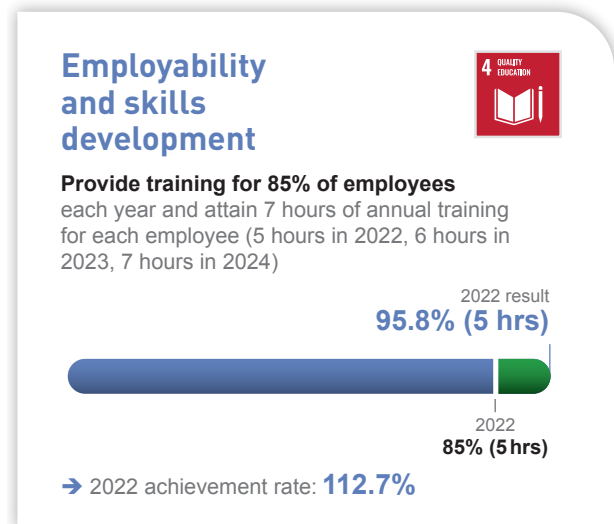 Employability
and skills
development
4 QUALITY
EDUCATION
Provide training for 85% of employees
each year and attain 7 hours of annual training
for each employee (5 hours in 2022, 6 hours in
2023, 7 hours in 2024)
2022 result
95.8% (5 hrs)
2022
85% (5 hrs)
➔ 2022 achievement rate: 112.7%